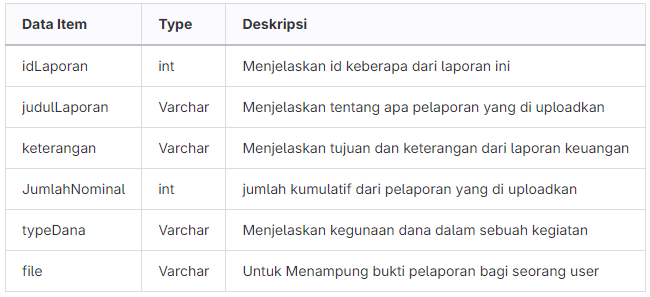 Data Item Type Deskripsi
idLaporan int Menjelaskan id keberapa dari laporan ini
judulLaporan Varchar Menjelaskan tentang apa pelaporan yang di uploadkan
keterangan Varchar Menjelaskan tujuan dan keterangan dari laporan keuangan
JumlahNominal int jumlah kumulatif dari pelaporan yang di uploadkan
typeDana Varchar Menjelaskan kegunaan dana dalam sebuah kegiatan
file Varchar Untuk Menampung bukti pelaporan bagi seorang user